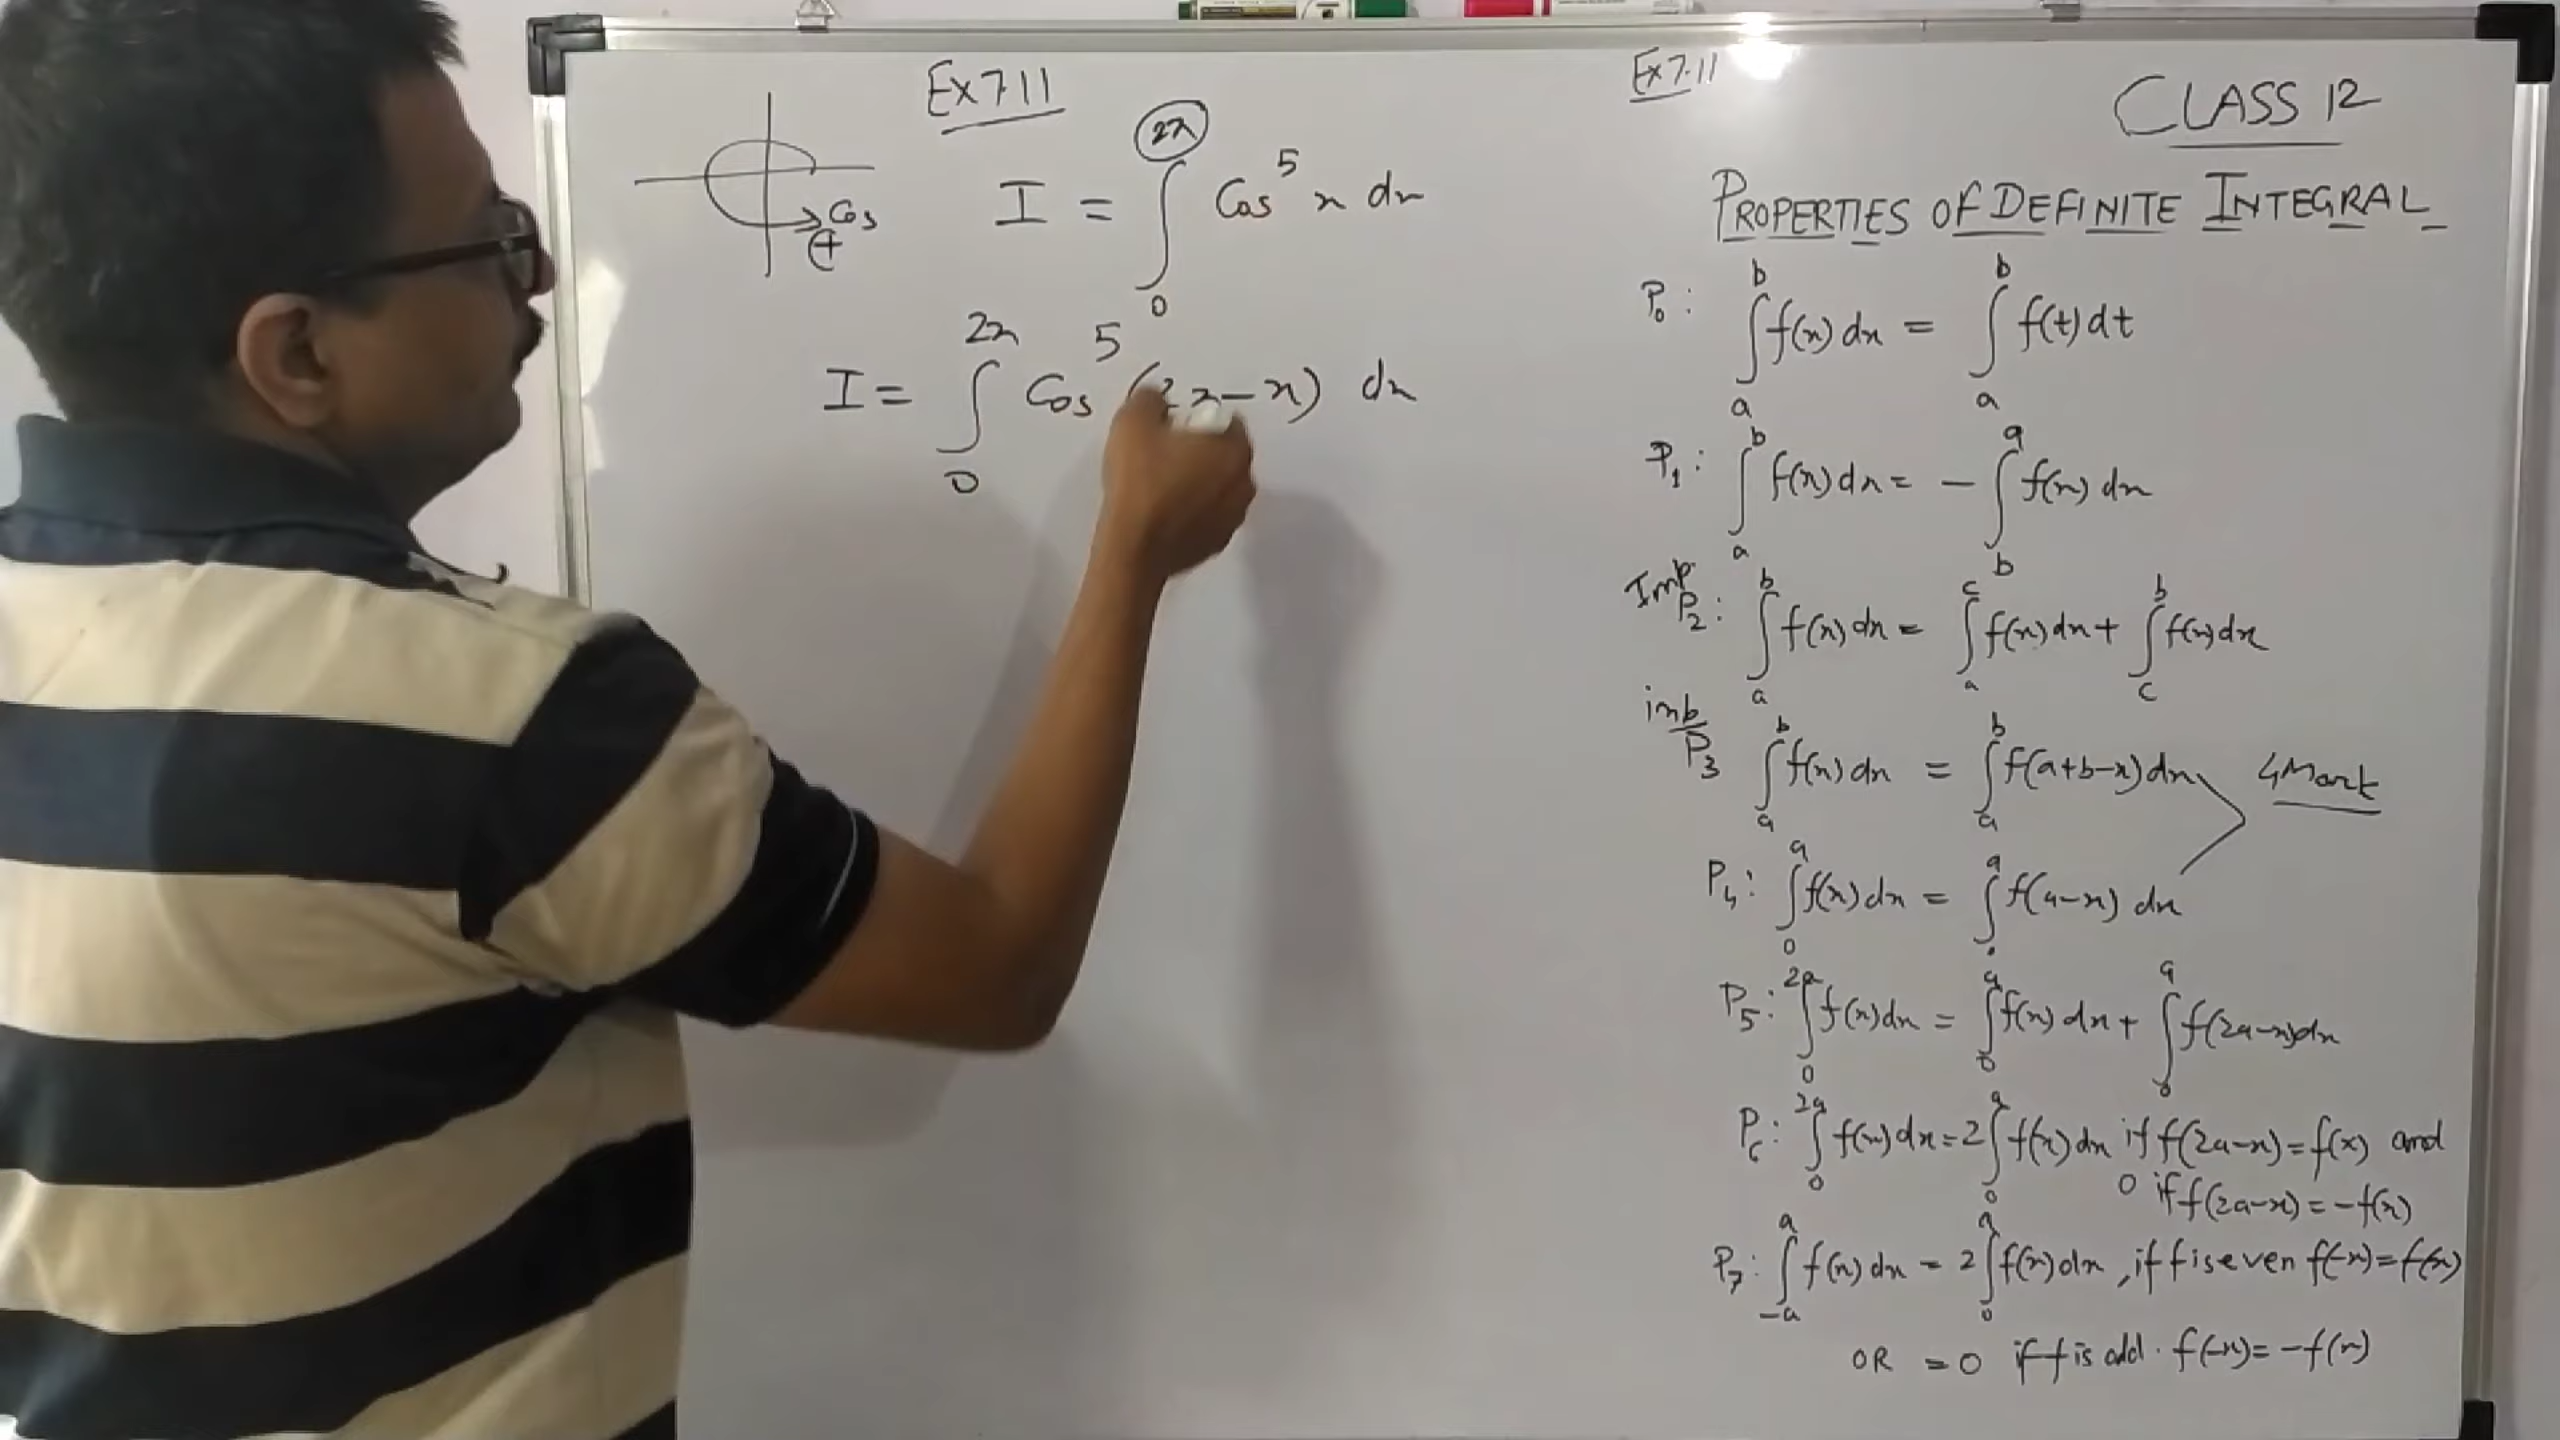 Ex 7.11
I = ∫₀^{2π} Cos⁵ x dx
Cos
(+
I = ∫₀^{2π} Cos⁵ (2π–x) dx
Ex 7.11
CLASS 12
PROPERTIES OF DEFINITE INTEGRAL
P₀: ∫ₐᵇ f(x) dx = ∫ₐᵇ f(t) dt
P₁: ∫ₐᵇ f(x) dx = – ∫_b^a f(x) dx
Imp. P₂: ∫ₐᵇ f(x) dx = ∫ₐᶜ f(x) dx + ∫_c^b f(x) dx
imp P₃ ∫ₐᵇ f(x) dx = ∫ₐᵇ f(a+b–x) dx
4Mark
P₄: ∫₀ᵃ f(x) dx = ∫₀ᵃ f(a–x) dx
P₅: ∫₀^{2a} f(x) dx = ∫₀ᵃ f(x) dx + ∫₀ᵃ f(2a–x) dx
P₆: ∫₀^{2a} f(x) dx = 2∫₀ᵃ f(x) dx if f(2a–x) = f(x) and
0 if f(2a–x) = –f(x)
P₇: ∫₋ₐᵃ f(x) dx = 2∫₀ᵃ f(x) dx, if f is even f(–x) = f(x)
OR = 0 if f is odd. f(–x) = –f(x)